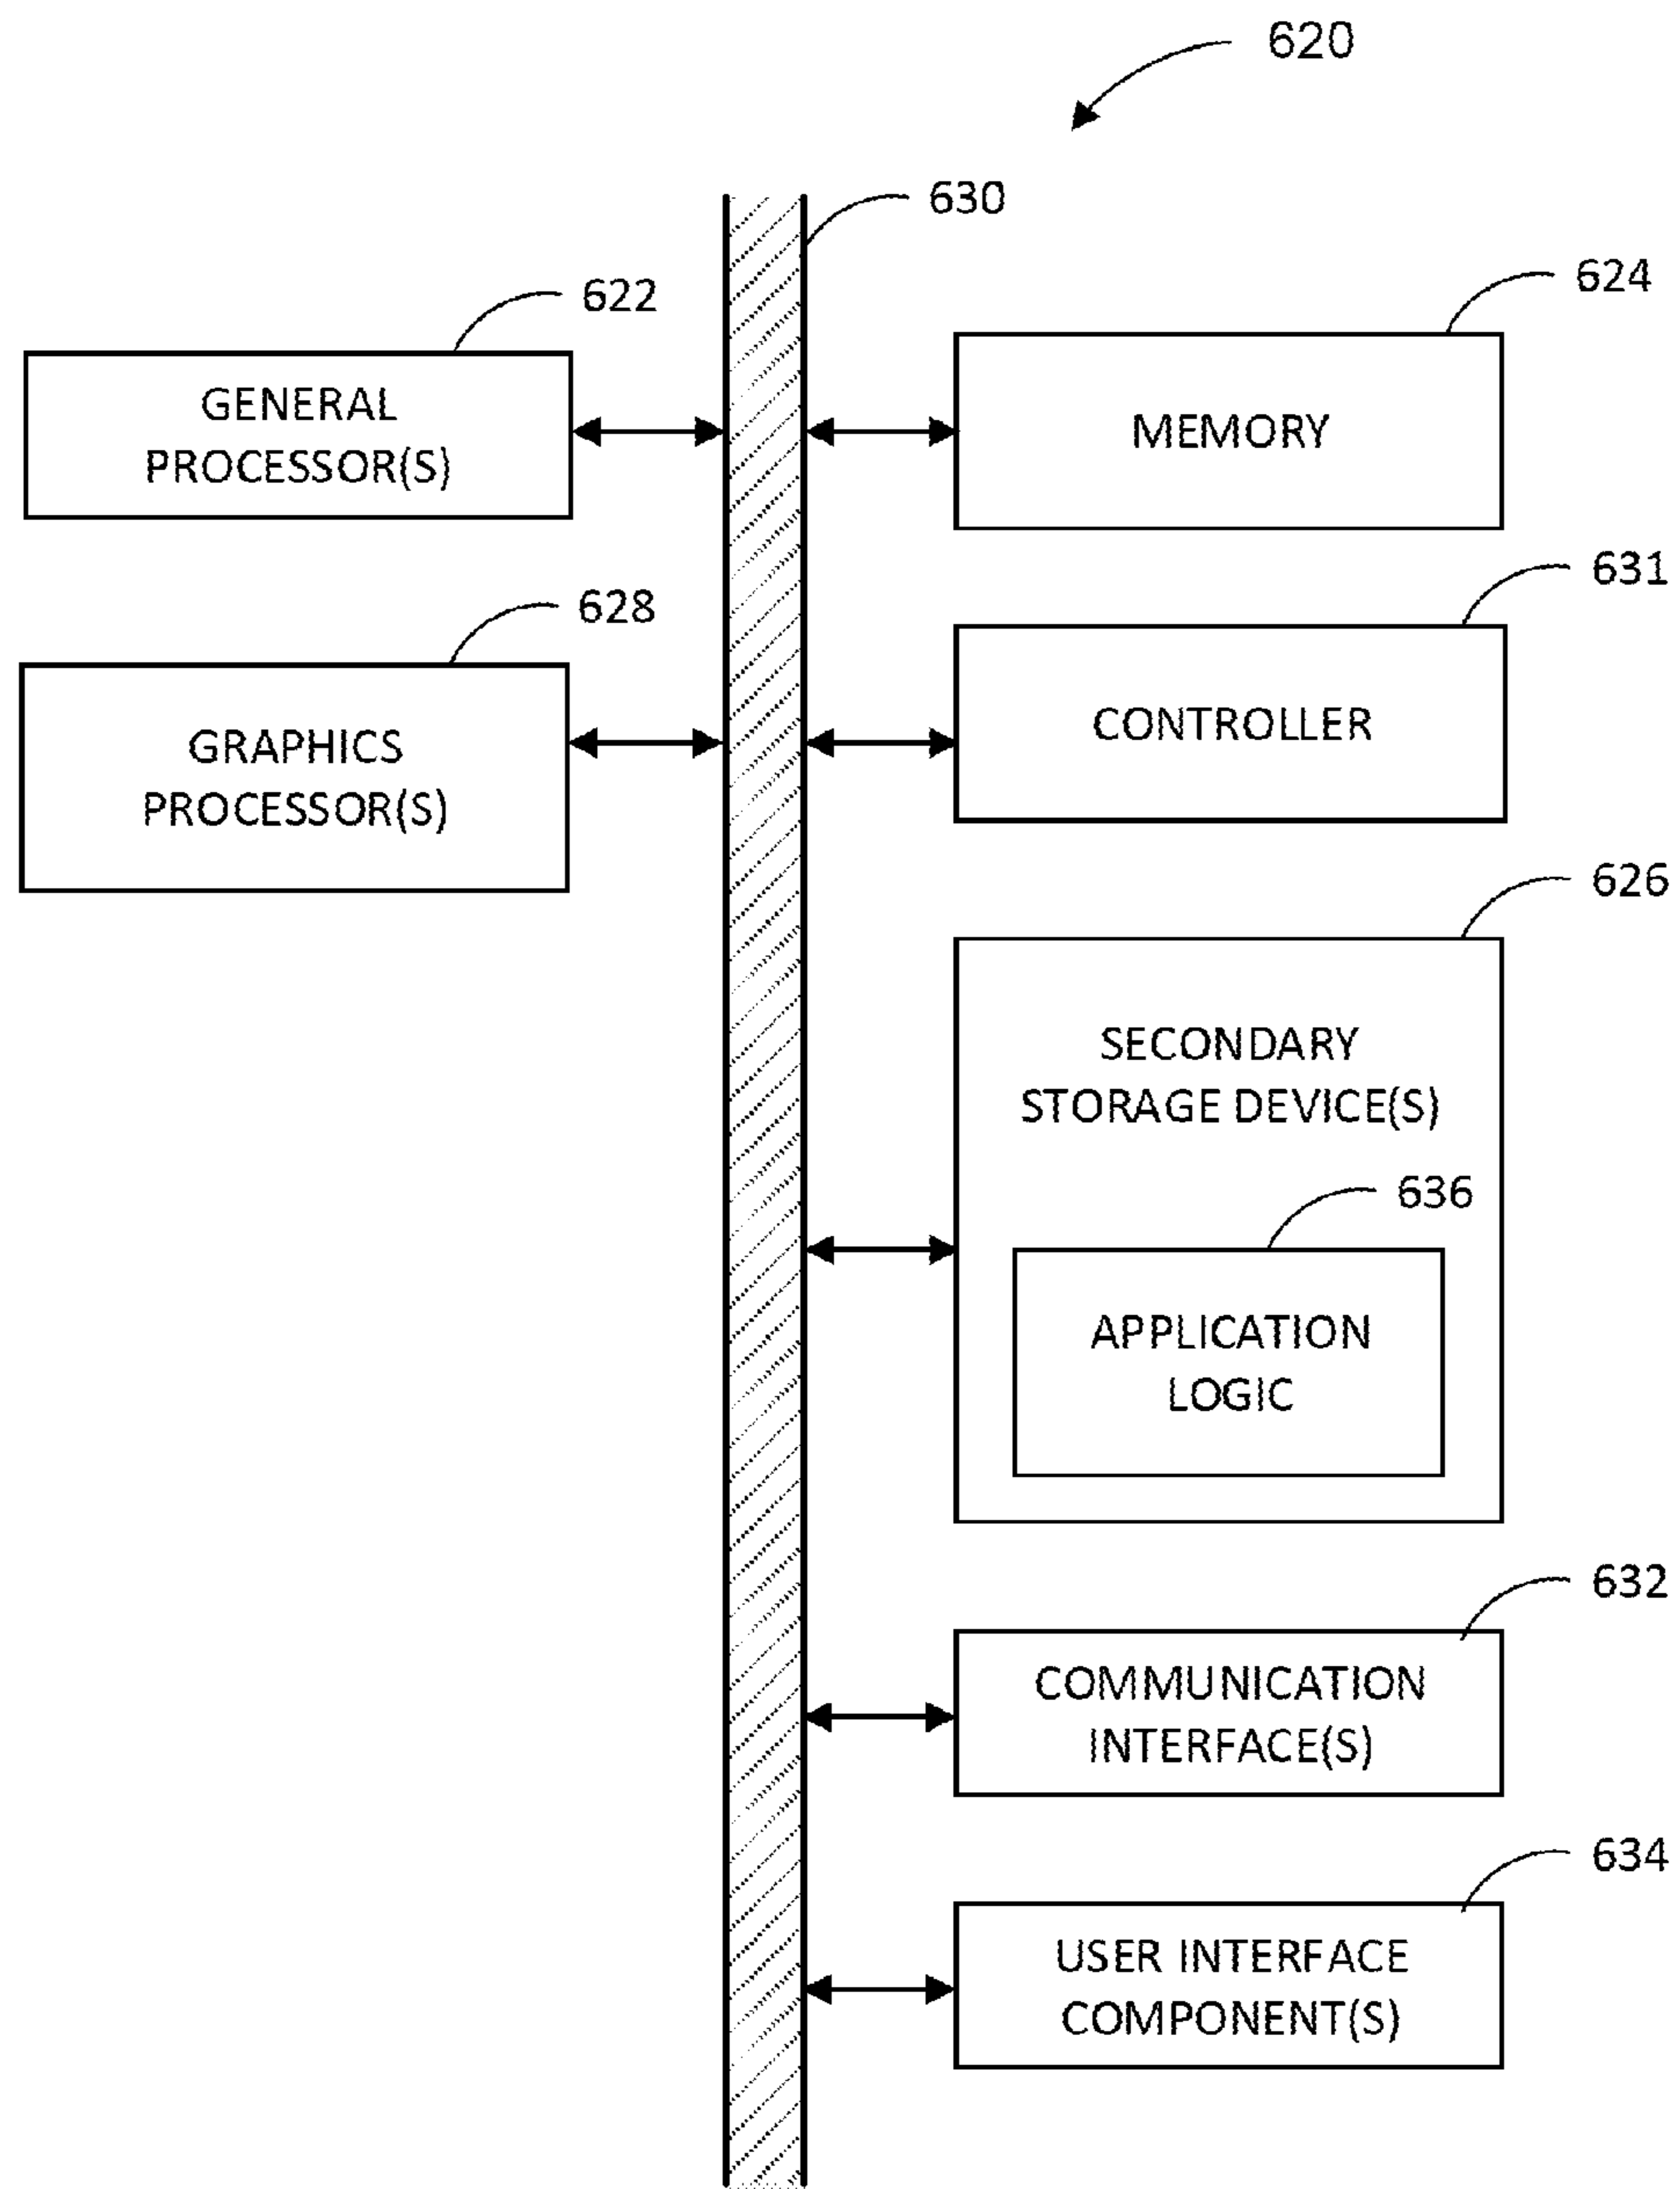 620
630
622
GENERAL
PROCESSOR(S)
624
MEMORY
628
GRAPHICS
PROCESSOR(S)
631
CONTROLLER
626
SECONDARY
STORAGE DEVICE(S)
636
APPLICATION
LOGIC
632
COMMUNICATION
INTERFACE(S)
634
USER INTERFACE
COMPONENT(S)